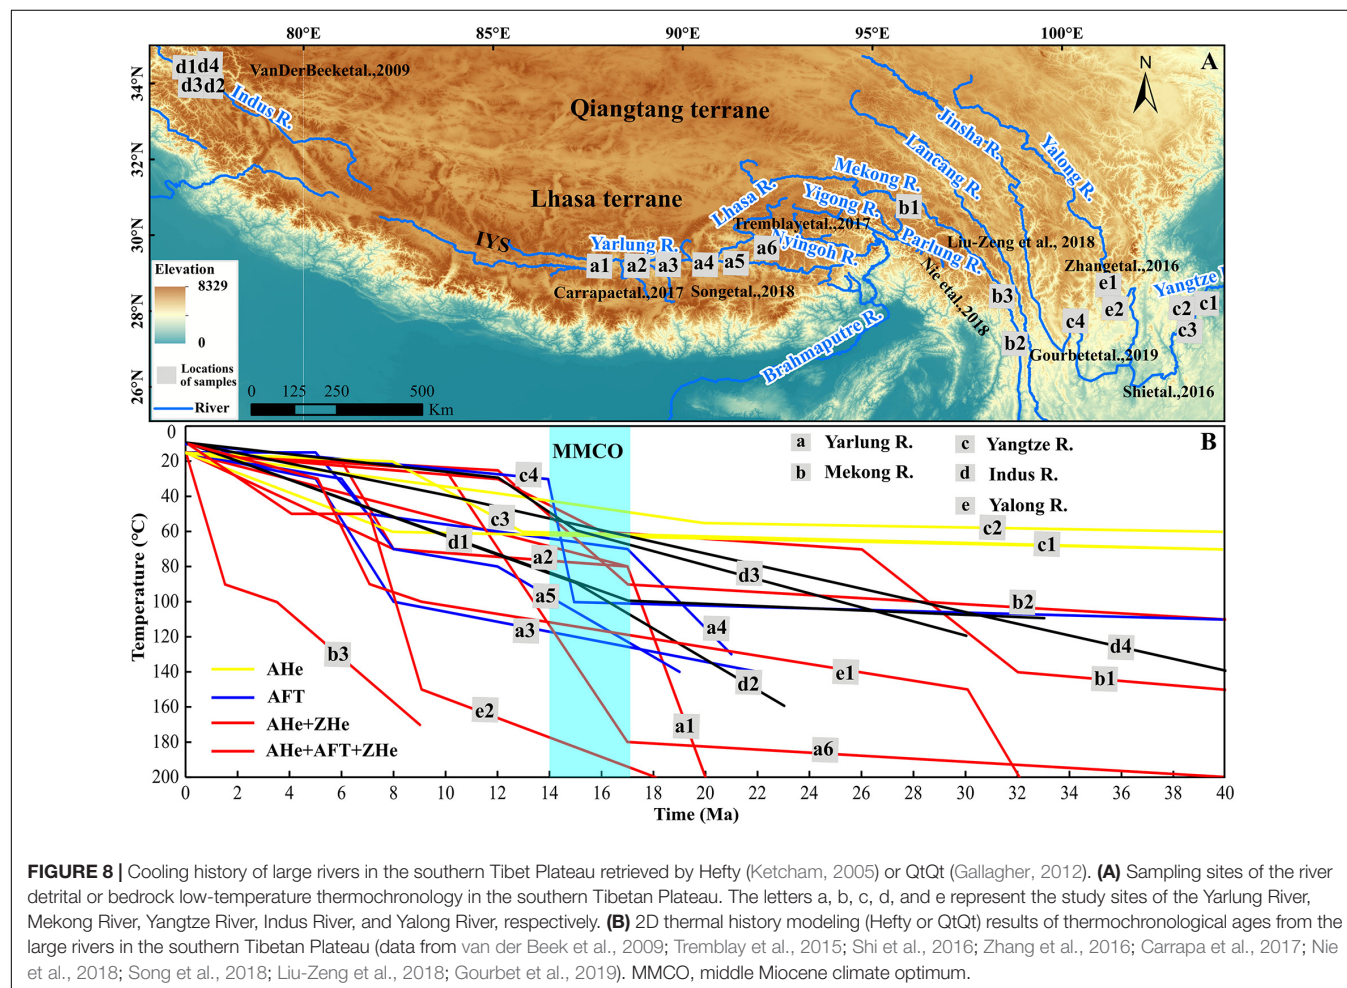 80°E 85°E 90°E 95°E 100°E
34°N
32°N
30°N
28°N
26°N
A
N
d1 d4
d3 d2
VanDerBeeketal.,2009
Indus R.
Qiangtang terrane
Jinsha R.
Yalong R.
Lancang R.
Mekong R.
Lhasa terrane
Lhasa R.
Yigong R.
b1
Tremblayetal.,2017
IYS
Yarlung R.
a6
Nyingoh R.
Parlung R.
Liu-Zeng et al., 2018
a1 a2 a3 a4 a5
Zhangetal.,2016
Nie etal.,2018
Carrapaetal.,2017 Songetal.,2018
e1
e2
b3
Yangtze
c2 c1
c3
c4
b2
Gourbetetal.,2019
Brahmaputre R.
Shietal.,2016
Elevation
8329
0
Locations
of samples
River
0 125 250 500
Km
B
MMCO
a Yarlung R.
b Mekong R.
c Yangtze R.
d Indus R.
e Yalong R.
Temperature (°C)
0
20
40
60
80
100
120
140
160
180
200
c4
c3
c2
d1
c1
a2
d3
a5
b2
a3
a4
d4
b3
d2
e1
b1
e2
a1
a6
AHe
AFT
AHe+ZHe
AHe+AFT+ZHe
0 2 4 6 8 10 12 14 16 18 20 22 24 26 28 30 32 34 36 38 40
Time (Ma)
FIGURE 8 | Cooling history of large rivers in the southern Tibet Plateau retrieved by Hefty (Ketcham, 2005) or QtQt (Gallagher, 2012). (A) Sampling sites of the river
detrital or bedrock low-temperature thermochronology in the southern Tibetan Plateau. The letters a, b, c, d, and e represent the study sites of the Yarlung River,
Mekong River, Yangtze River, Indus River, and Yalong River, respectively. (B) 2D thermal history modeling (Hefty or QtQt) results of thermochronological ages from the
large rivers in the southern Tibetan Plateau (data from van der Beek et al., 2009; Tremblay et al., 2015; Shi et al., 2016; Zhang et al., 2016; Carrapa et al., 2017; Nie
et al., 2018; Song et al., 2018; Liu-Zeng et al., 2018; Gourbet et al., 2019). MMCO, middle Miocene climate optimum.